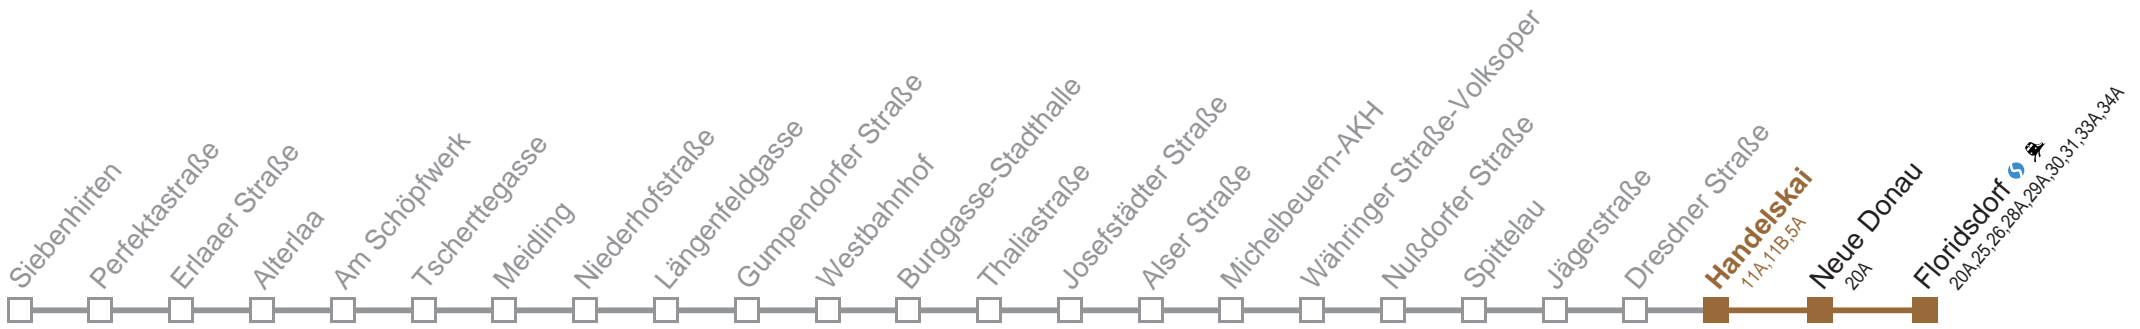 Siebenhirten
Perfektastraße
Erlaaer Straße
Alterlaa
Am Schöpfwerk
Tscherttegasse
Meidling
Niederhofstraße
Längenfeldgasse
Gumpendorfer Straße
Westbahnhof
Burggasse-Stadthalle
Thaliastraße
Josefstädter Straße
Alser Straße
Michelbeuern-AKH
Währinger Straße-Volksoper
Nußdorfer Straße
Spittelau
Jägerstraße
Dresdner Straße
Handelskai
11A,11B,5A
Neue Donau
20A
Floridsdorf
20A,25,26,28A,29A,30,31,33A,34A